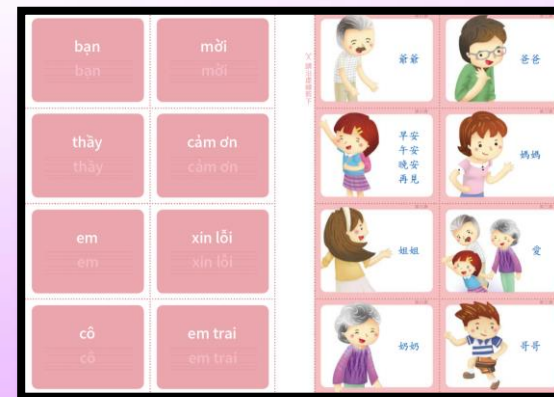 bạn
bạn
mời
mời
thầy
thầy
cảm ơn
cảm ơn
em
em
xin lỗi
xin lỗi
cô
cô
em trai
em trai
爺爺
爸爸
早安
午安
晚安
再見
媽媽
姐姐
愛
奶奶
哥哥